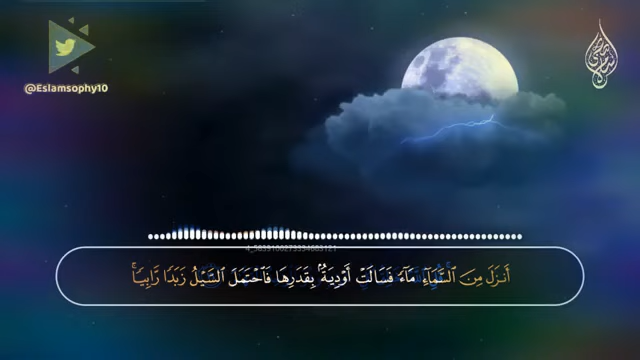 @Eslamsophy10
أَنزَلَ مِنَ ٱلسَّمَآءِ مَآءً فَسَالَتْ أَوْدِيَةٌۢ بِقَدَرِهَا فَٱحْتَمَلَ ٱلسَّيْلُ زَبَدًا رَّابِيًاۚ